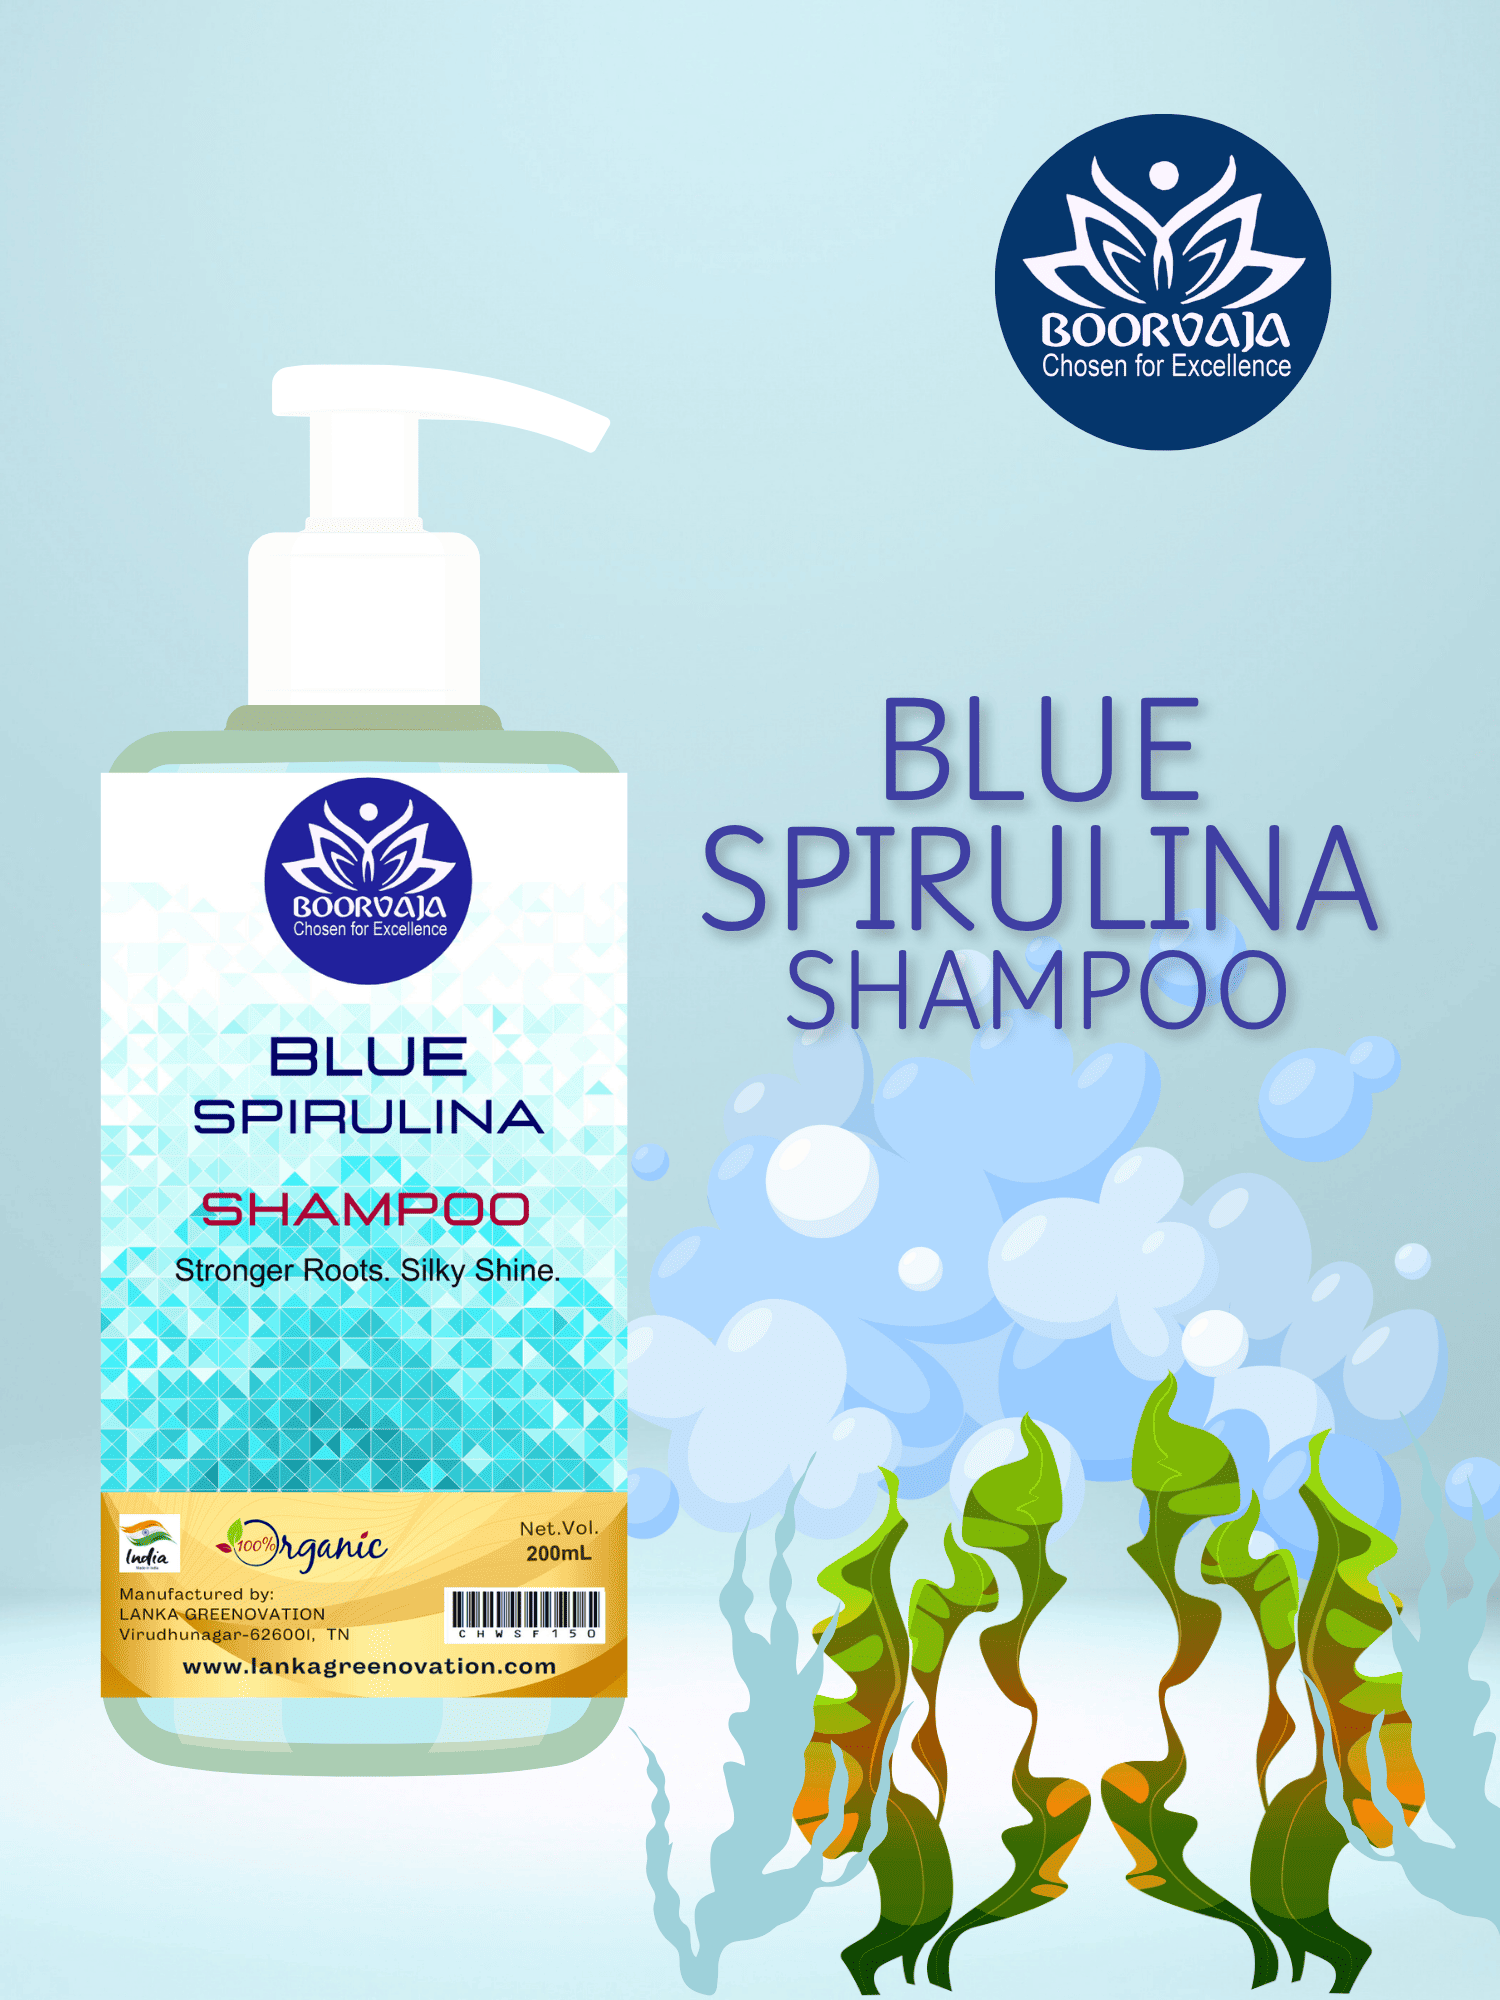 BOORVAJA
Chosen for Excellence
BLUE
SPIRULINA
SHAMPOO
BOORVAJA
Chosen for Excellence
BLUE
SPIRULINA
SHAMPOO
Stronger Roots. Silky Shine.
India
100% Organic
Net.Vol.
200mL
Manufactured by:
LANKA GREENOVATION
Virudhunagar-626001, TN
CHWSF150
www.lankagreenovation.com